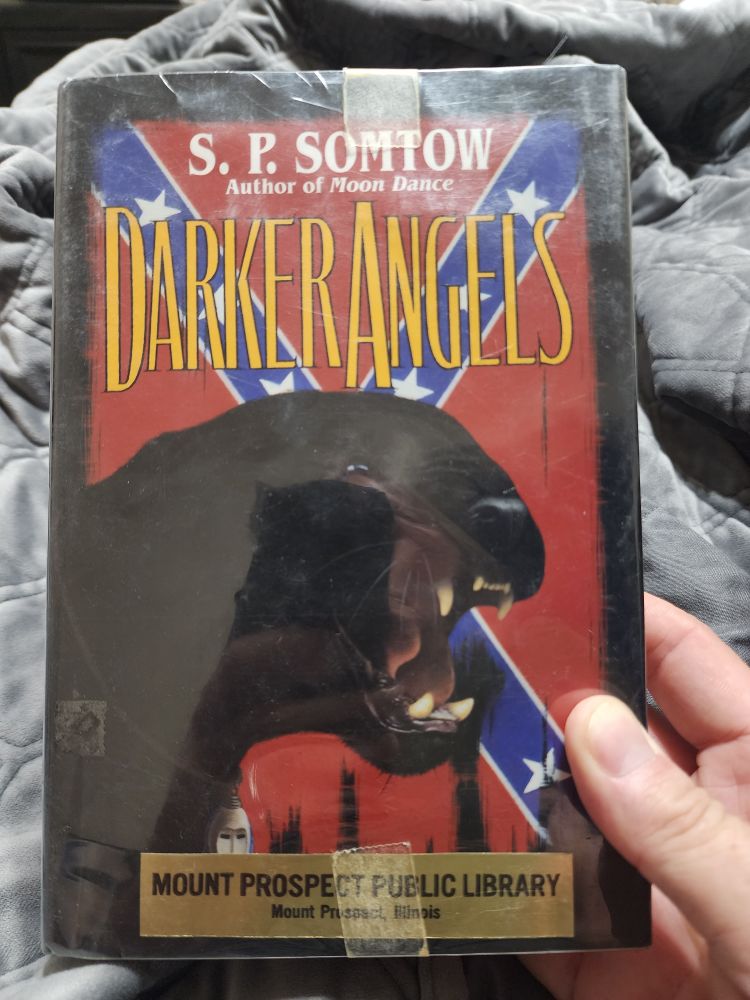 S. P. SOMTOW
Author of Moon Dance
DARKER ANGELS
MOUNT PROSPECT PUBLIC LIBRARY
Mount Prospect, Illinois